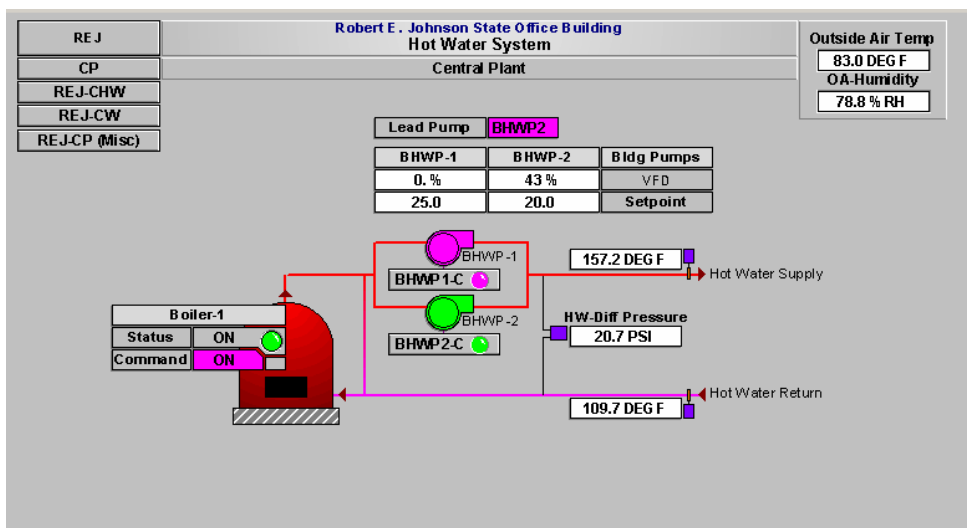 REJ
CP
REJ-CHW
REJ-CW
REJ-CP (Misc)
Robert E. Johnson State Office Building
Hot Water System
Central Plant
Outside Air Temp
83.0 DEG F
OA-Humidity
78.8 % RH
Lead Pump BHWP2
BHWP-1 BHWP-2 Bldg Pumps
0. % 43 % VFD
25.0 20.0 Setpoint
BHWP-1
BHWP1-C
BHWP-2
BHWP2-C
157.2 DEG F
Hot Water Supply
HW-Diff Pressure
20.7 PSI
Boiler-1
Status ON
Command ON
Hot Water Return
109.7 DEG F